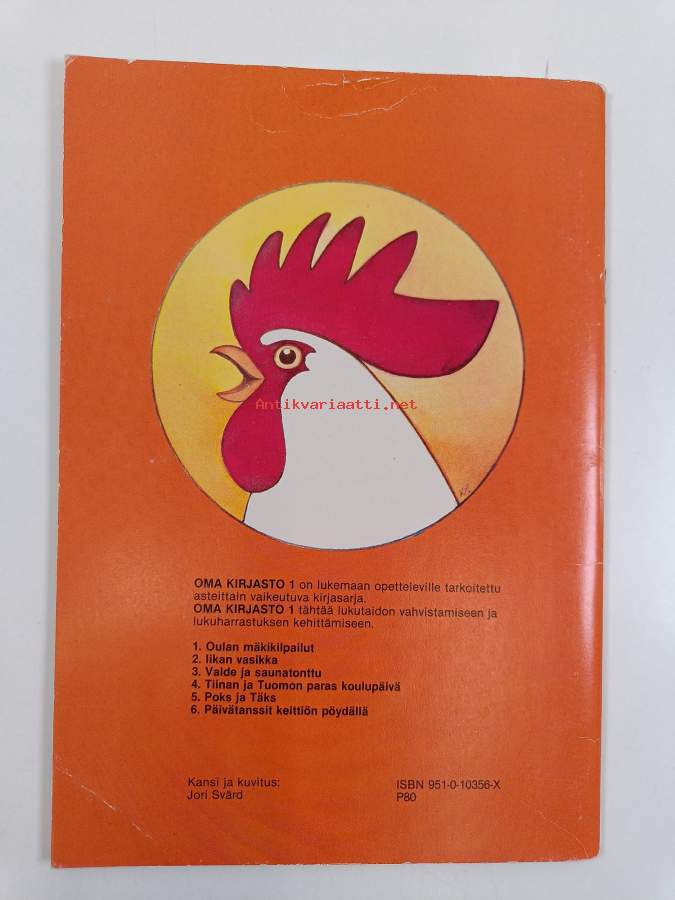 Antikvariaatti.net
OMA KIRJASTO 1 on lukemaan opetteleville tarkoitettu
asteittain vaikeutuva kirjasarja.
OMA KIRJASTO 1 tähtää lukutaidon vahvistamiseen ja
lukuharrastuksen kehittämiseen.
1. Oulan mäkikilpailut
2. Iikan vasikka
3. Valde ja saunatonttu
4. Tiinan ja Tuomon paras koulupäivä
5. Poks ja Täks
6. Päivätanssit keittiön pöydällä
Kansi ja kuvitus:
Jori Svärd
ISBN 951-0-10356-X
P80